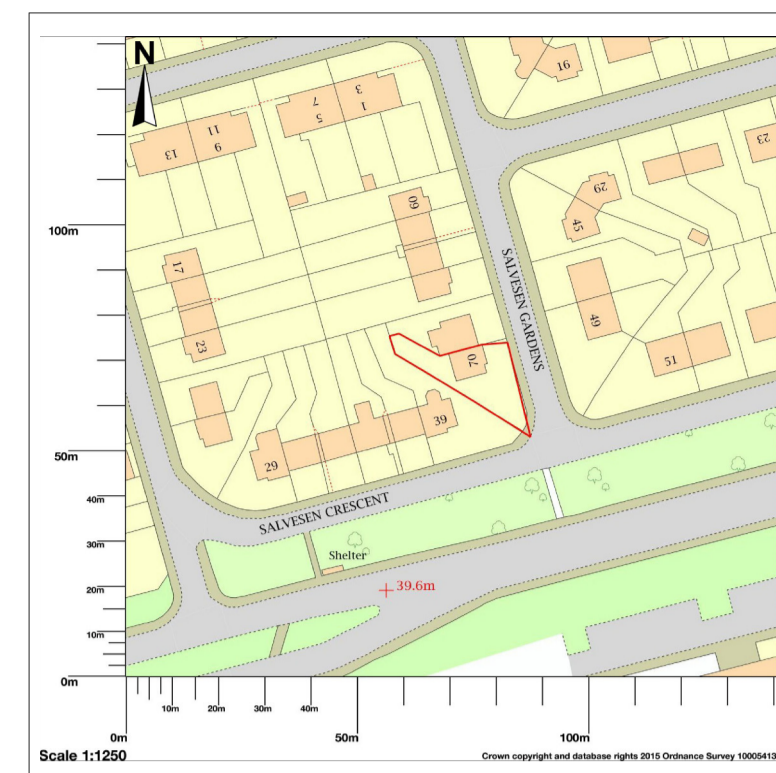 N
16
3
1
7
5
11
9
13
23
29
45
60
17
SALVESEN GARDENS
49
23
70
51
39
29
SALVESEN CRESCENT
Shelter
39.6m
100m
50m
40m
30m
20m
10m
0m
10m 20m 30m 40m
0m 50m 100m
Scale 1:1250
Crown copyright and database rights 2015 Ordnance Survey 10005413